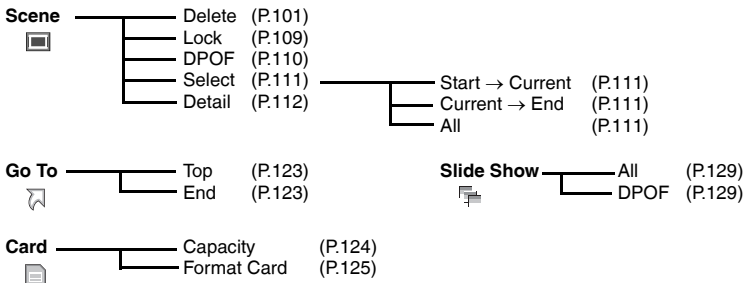 Scene Delete (P.101)
Lock (P.109)
DPOF (P.110)
Select (P.111) Start → Current (P.111)
Detail (P.112) Current → End (P.111)
All (P.111)
Go To Top (P.123) Slide Show All (P.129)
End (P.123) DPOF (P.129)
Card Capacity (P.124)
Format Card (P.125)